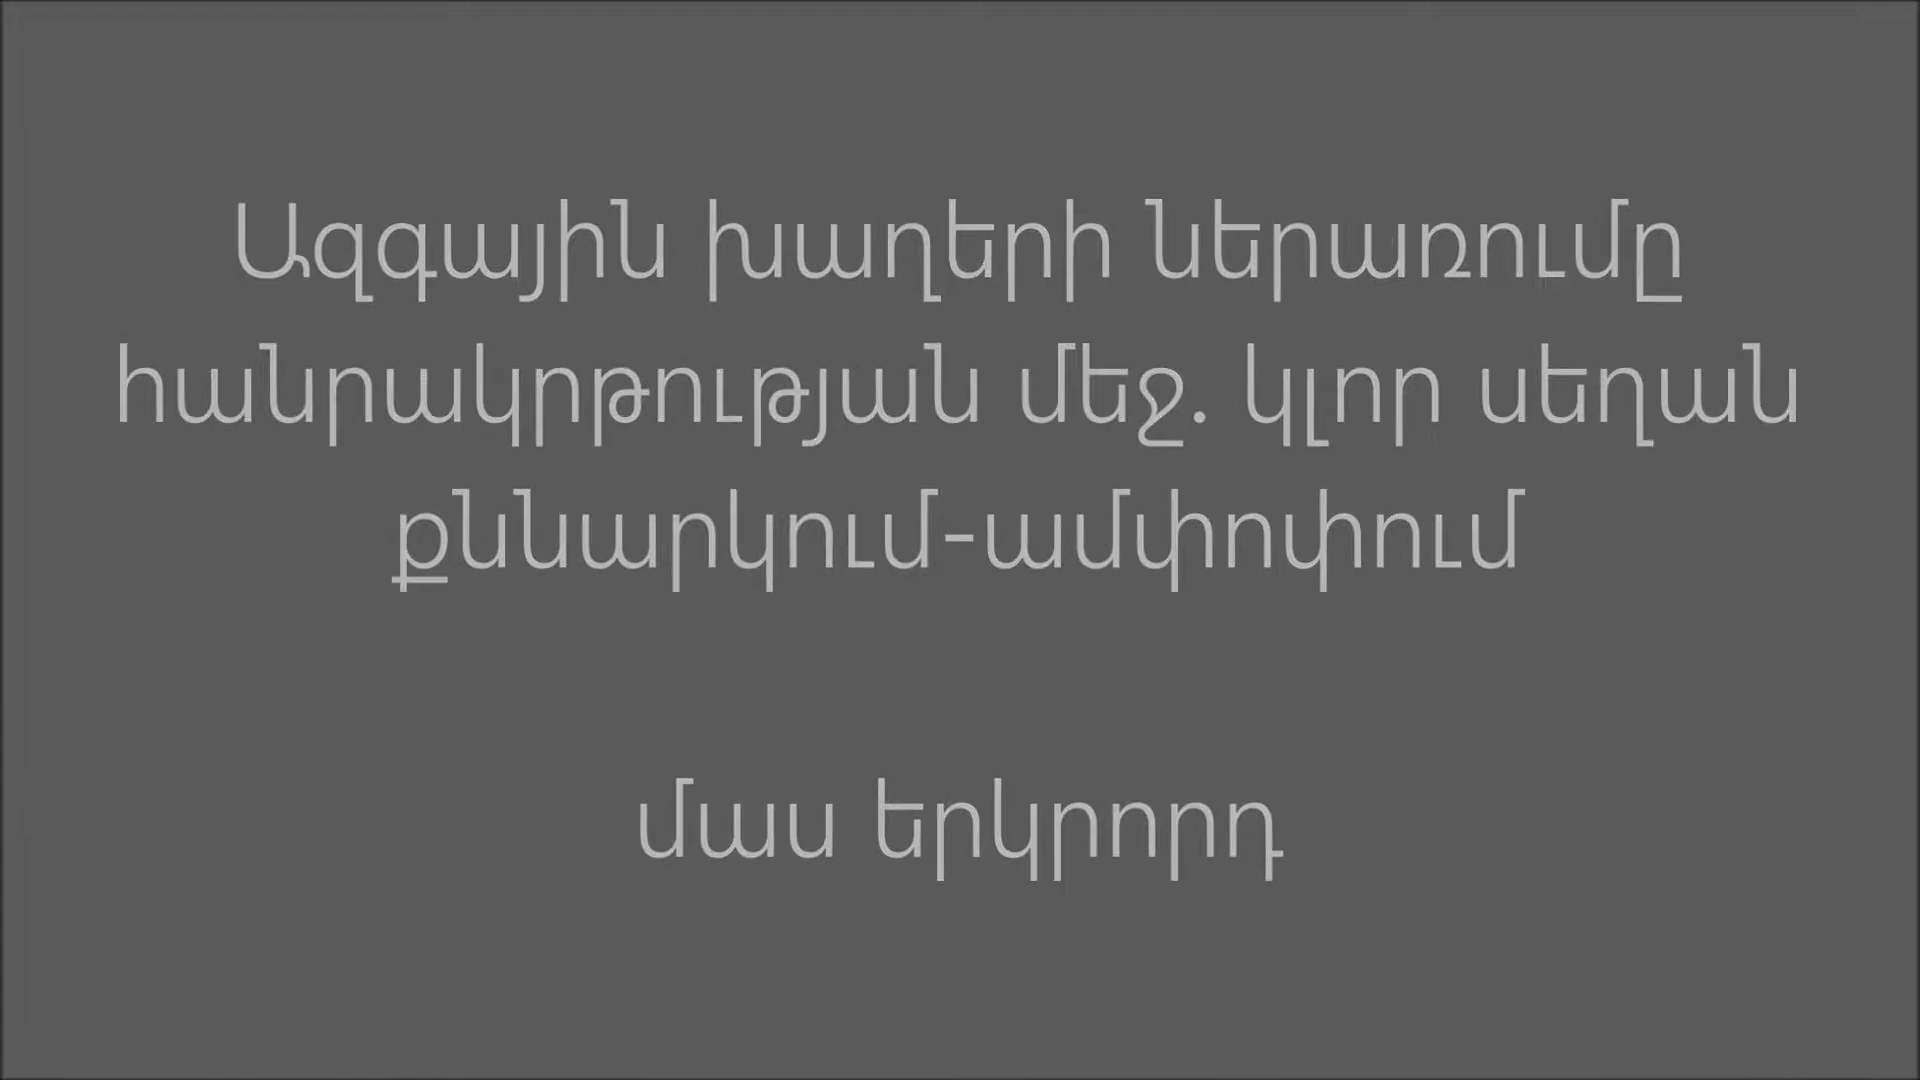 Ազգային խաղերի ներառումը
հանրակրթության մեջ. կլոր սեղան
քննարկում-ամփոփում
մաս երկրորդ